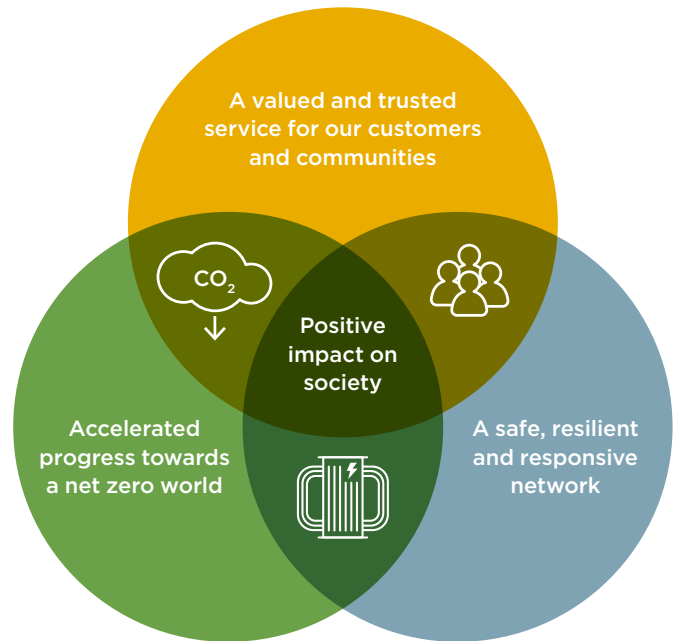 A valued and trusted
service for our customers
and communities
CO2
Positive
impact on
society
Accelerated
progress towards
a net zero world
A safe, resilient
and responsive
network